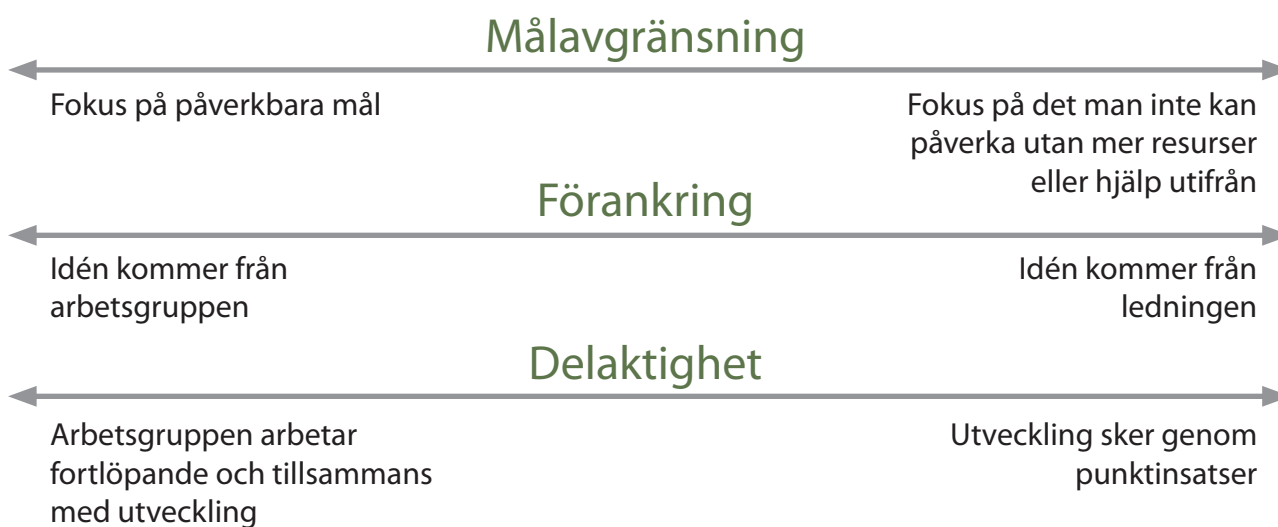 Målavgränsning
Fokus på påverkbara mål
Fokus på det man inte kan
påverka utan mer resurser
eller hjälp utifrån
Förankring
Idén kommer från
arbetsgruppen
Idén kommer från
ledningen
Delaktighet
Arbetsgruppen arbetar
fortlöpande och tillsammans
med utveckling
Utveckling sker genom
punktinsatser